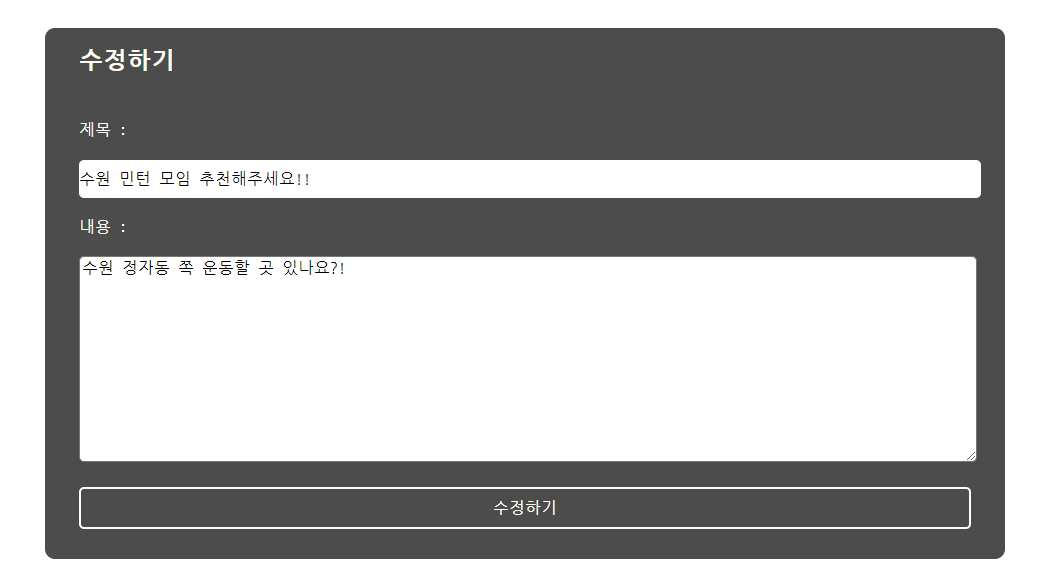 수정하기
제목 :
수원 민턴 모임 추천해주세요!!
내용 :
수원 정자동 쪽 운동할 곳 있나요?!
수정하기